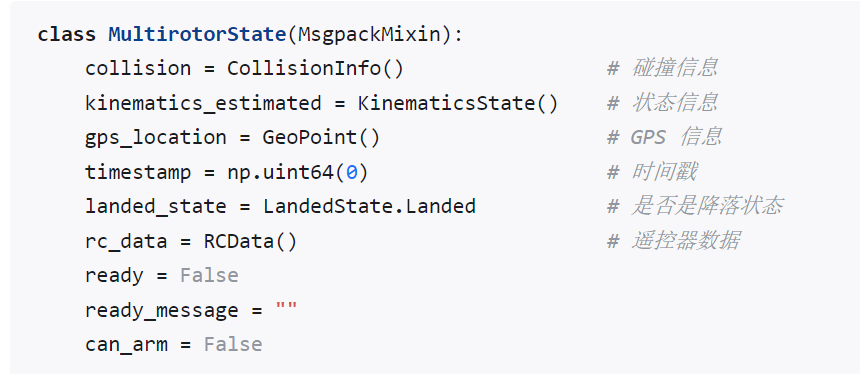 class MultirotorState(MsgpackMixin):
    collision = CollisionInfo()                 # 碰撞信息
    kinematics_estimated = KinematicsState()    # 状态信息
    gps_location = GeoPoint()                   # GPS 信息
    timestamp = np.uint64(0)                    # 时间戳
    landed_state = LandedState.Landed           # 是否是降落状态
    rc_data = RCData()                          # 遥控器数据
    ready = False
    ready_message = ""
    can_arm = False